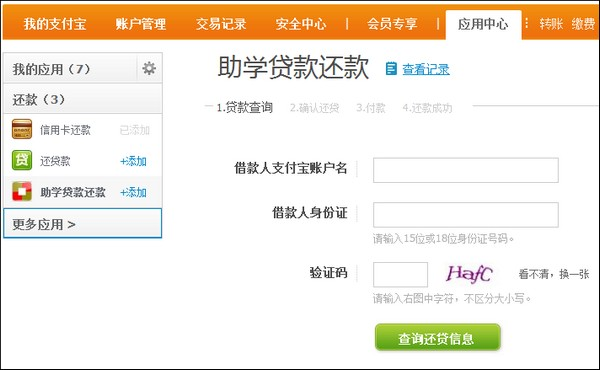 我的支付宝 账户管理 交易记录 安全中心 | 会员专享 | 应用中心 转账 缴费
我的应用（7）
还款（3）
信用卡还款 已添加
还贷款 +添加
助学贷款还款 +添加
更多应用 >
助学贷款还款 查看记录
1.贷款查询 2.确认还贷 3.付款 4.还款成功
借款人支付宝账户名
借款人身份证
请输入15位或18位身份证号码。
验证码 HafC 看不清，换一张
请输入右图中字符，不区分大小写。
查询还贷信息